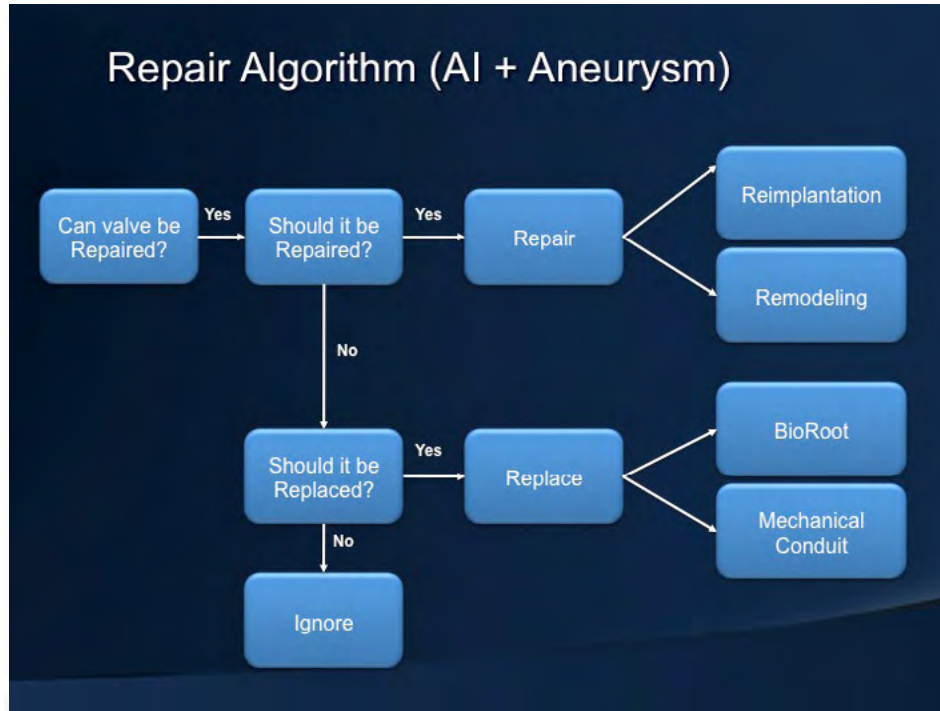 Repair Algorithm (AI + Aneurysm)
Can valve be
Repaired?
Yes
Should it be
Repaired?
Yes
Repair
Reimplantation
Remodeling
No
Should it be
Replaced?
Yes
Replace
BioRoot
Mechanical
Conduit
No
Ignore